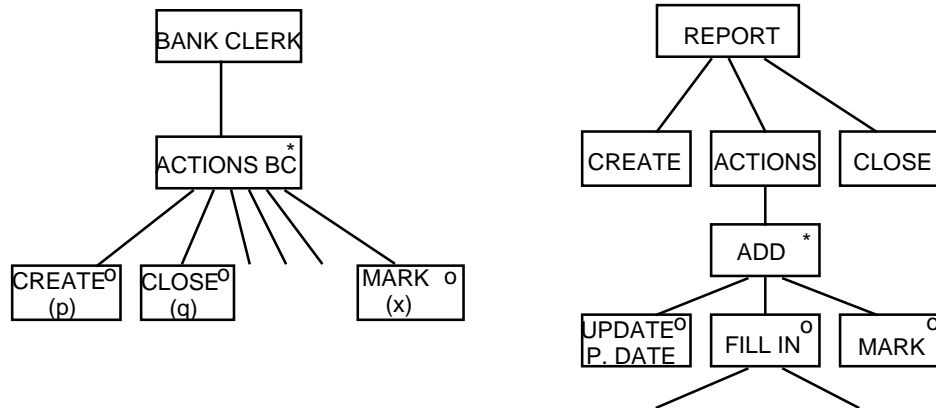 BANK CLERK
ACTIONS BC *
CREATE o
(p)
CLOSE o
(q)
MARK o
(x)
REPORT
CREATE
ACTIONS
CLOSE
ADD *
UPDATE o
P. DATE
FILL IN o
MARK o